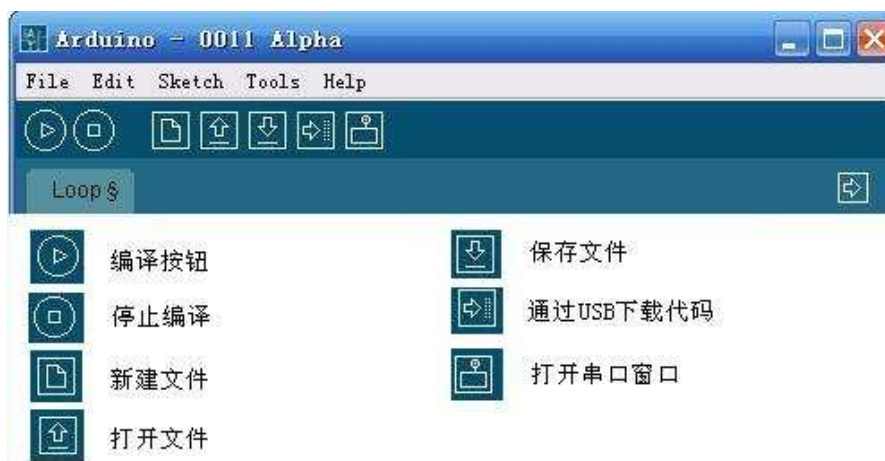 Arduino - 0011 Alpha
File Edit Sketch Tools Help
Loop §
编译按钮
停止编译
新建文件
打开文件
保存文件
通过USB下载代码
打开串口窗口